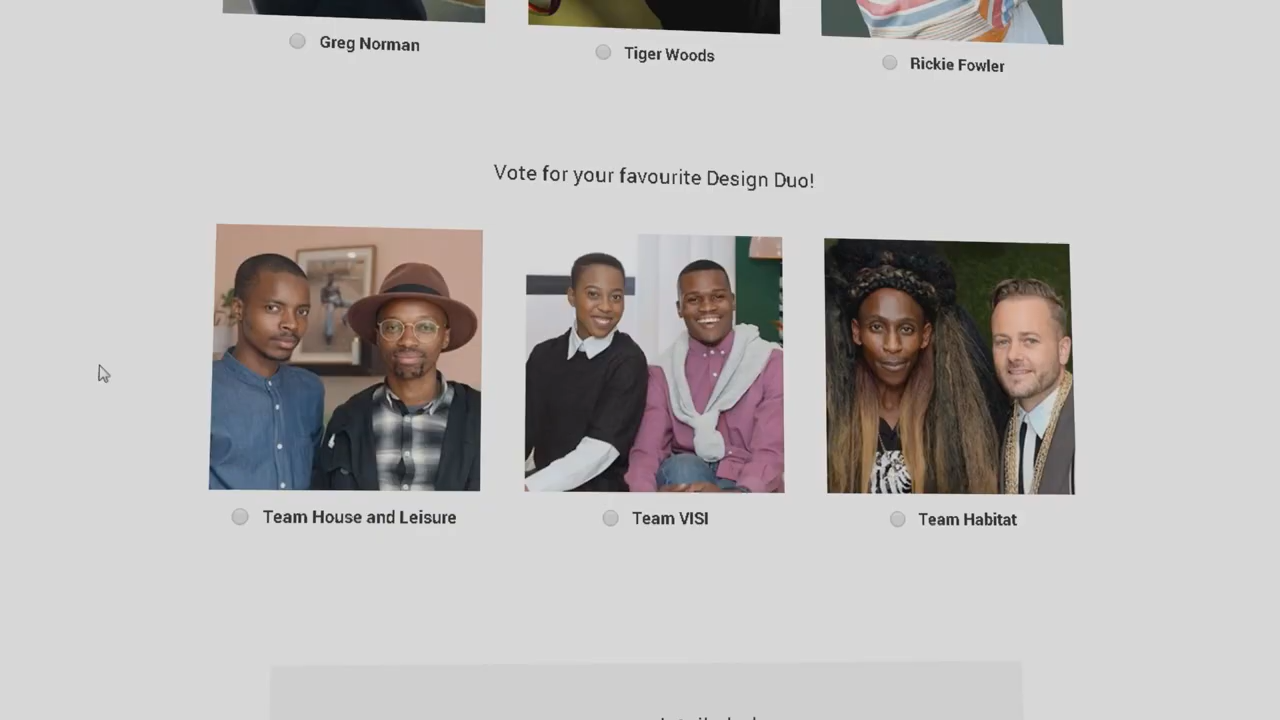 Greg Norman
Tiger Woods
Rickie Fowler
Vote for your favourite Design Duo!
Team House and Leisure
Team VISI
Team Habitat